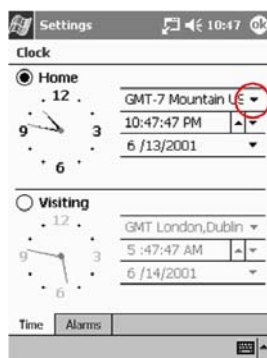 Settings 10:47 ok
Clock
Home
12
9 3
6
GMT-7 Mountain US
10:47:47 PM
6 /13/2001
Visiting
12
9 3
6
GMT London,Dublin
5 :47:47 AM
6 /14/2001
Time Alarms